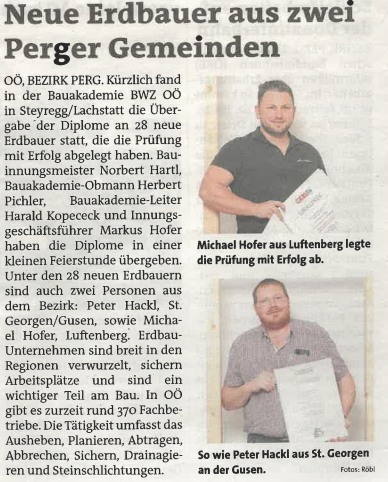 Neue Erdbauer aus zwei
Perger Gemeinden
OÖ, BEZIRK PERG. Kürzlich fand
in der Bauakademie BWZ OÖ
in Steyregg/Lachstatt die Über-
gabe der Diplome an 28 neue
Erdbauer statt, die die Prüfung
mit Erfolg abgelegt haben. Bau-
innungsmeister Norbert Hartl,
Bauakademie-Obmann Herbert
Pichler, Bauakademie-Leiter
Harald Kopececk und Innungs-
geschäftsführer Markus Hofer
haben die Diplome in einer
kleinen Feierstunde übergeben.
Unter den 28 neuen Erdbauern
sind auch zwei Personen aus
dem Bezirk: Peter Hackl, St.
Georgen/Gusen, sowie Micha-
el Hofer, Luftenberg. Erdbau-
Unternehmen sind breit in den
Regionen verwurzelt, sichern
Arbeitsplätze und sind ein
wichtiger Teil am Bau. In OÖ
gibt es zurzeit rund 370 Fachbe-
triebe. Die Tätigkeit umfasst das
Ausheben, Planieren, Abtragen,
Abbrechen, Sichern, Drainagie-
ren und Steinschlichtungen.
Michael Hofer aus Luftenberg legte
die Prüfung mit Erfolg ab.
So wie Peter Hackl aus St. Georgen
an der Gusen.
Fotos: Röbl